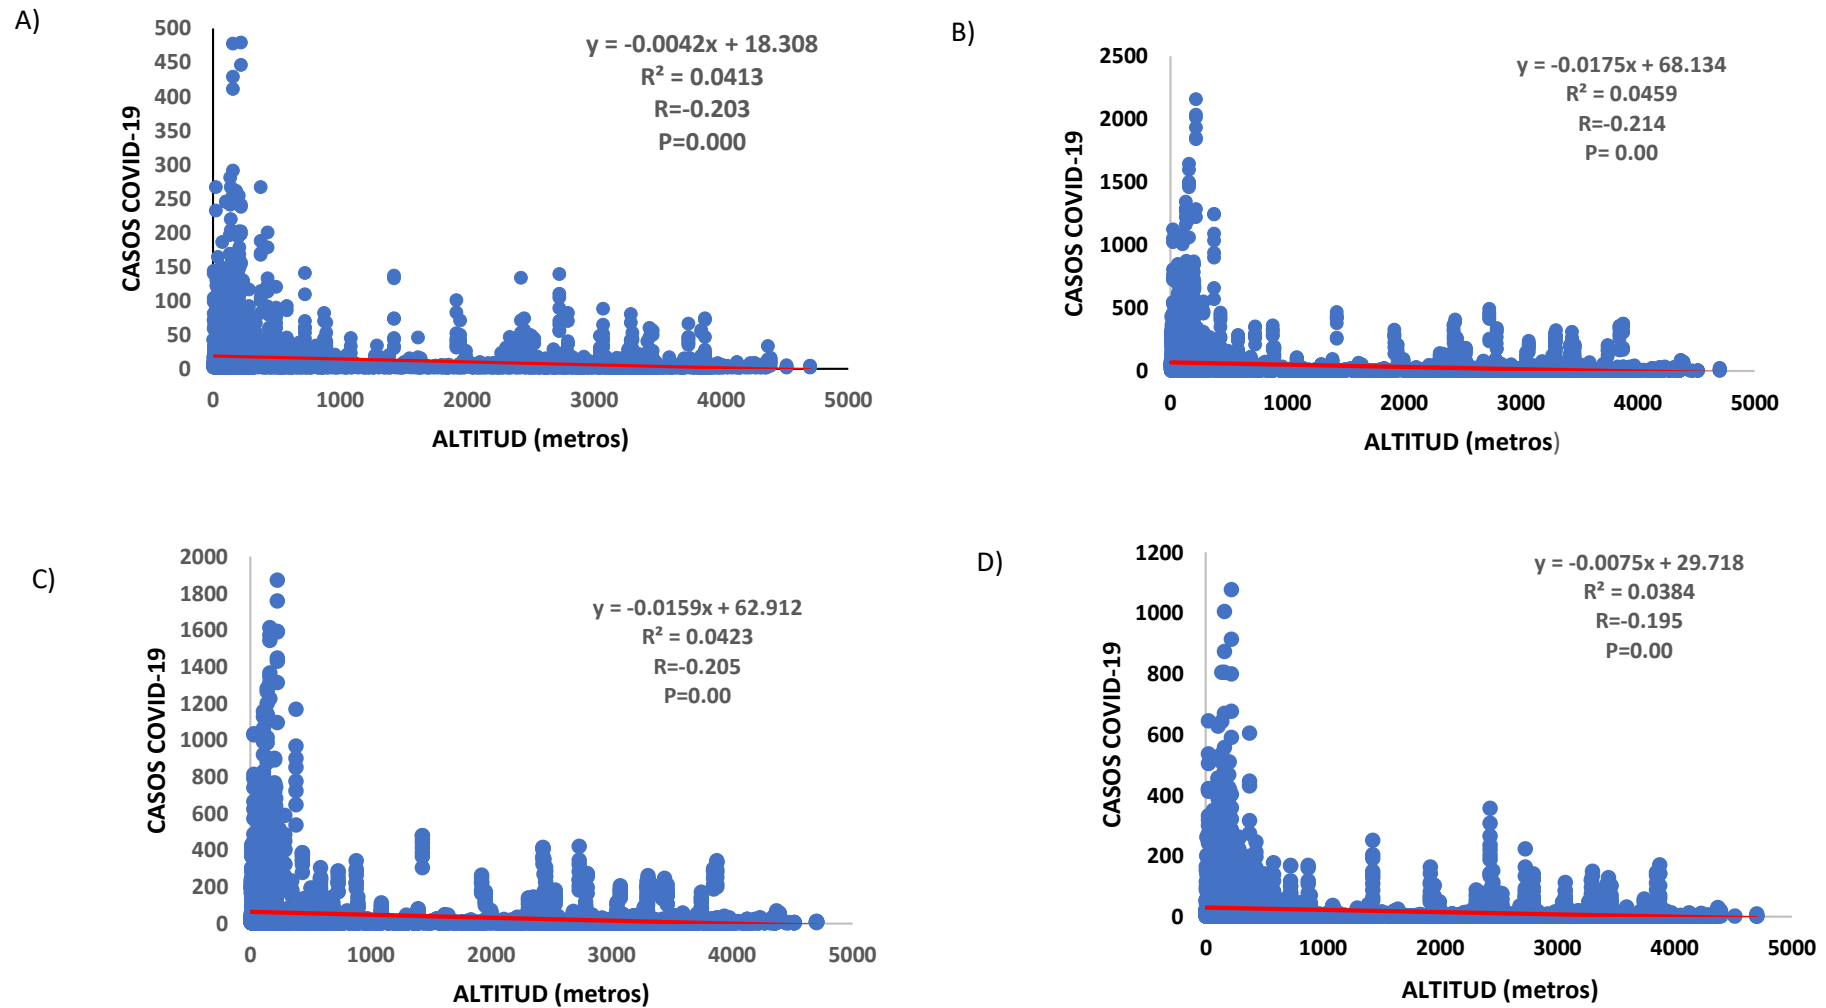 A)
y = -0.0042x + 18.308
R² = 0.0413
R=-0.203
P=0.000
CASOS COVID-19
500
450
400
350
300
250
200
150
100
50
0
0 1000 2000 3000 4000 5000
ALTITUD (metros)
B)
y = -0.0175x + 68.134
R² = 0.0459
R=-0.214
P= 0.00
CASOS COVID-19
2500
2000
1500
1000
500
0
0 1000 2000 3000 4000 5000
ALTITUD (metros)
C)
y = -0.0159x + 62.912
R² = 0.0423
R=-0.205
P=0.00
CASOS COVID-19
2000
1800
1600
1400
1200
1000
800
600
400
200
0
0 1000 2000 3000 4000 5000
ALTITUD (metros)
D)
y = -0.0075x + 29.718
R² = 0.0384
R=-0.195
P=0.00
CASOS COVID-19
1200
1000
800
600
400
200
0
0 1000 2000 3000 4000 5000
ALTITUD (metros)